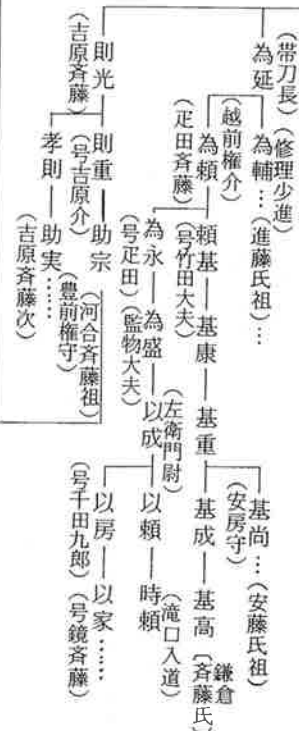 （帯刀長）
為延
（修理少進）
為輔…（進藤氏祖）…
（越前権介）
為頼
（疋田斉藤）
頼基
（号竹田大夫）
基康
基重
基尚…（安藤氏祖）
（安房守）
基成
基高
鎌倉
〔斉藤氏〕
為永
（号疋田）
為盛
（監物大夫）
以成
（左衛門尉）
以頼
時頼
（滝口入道）
以房
（号千田九郎）
以家……
（号鏡斉藤）
則光
（吉原斉藤）
則重
（号吉原介）
助宗
（河合斉藤祖）
孝則
助実……
（豊前権守）
（吉原斉藤次）